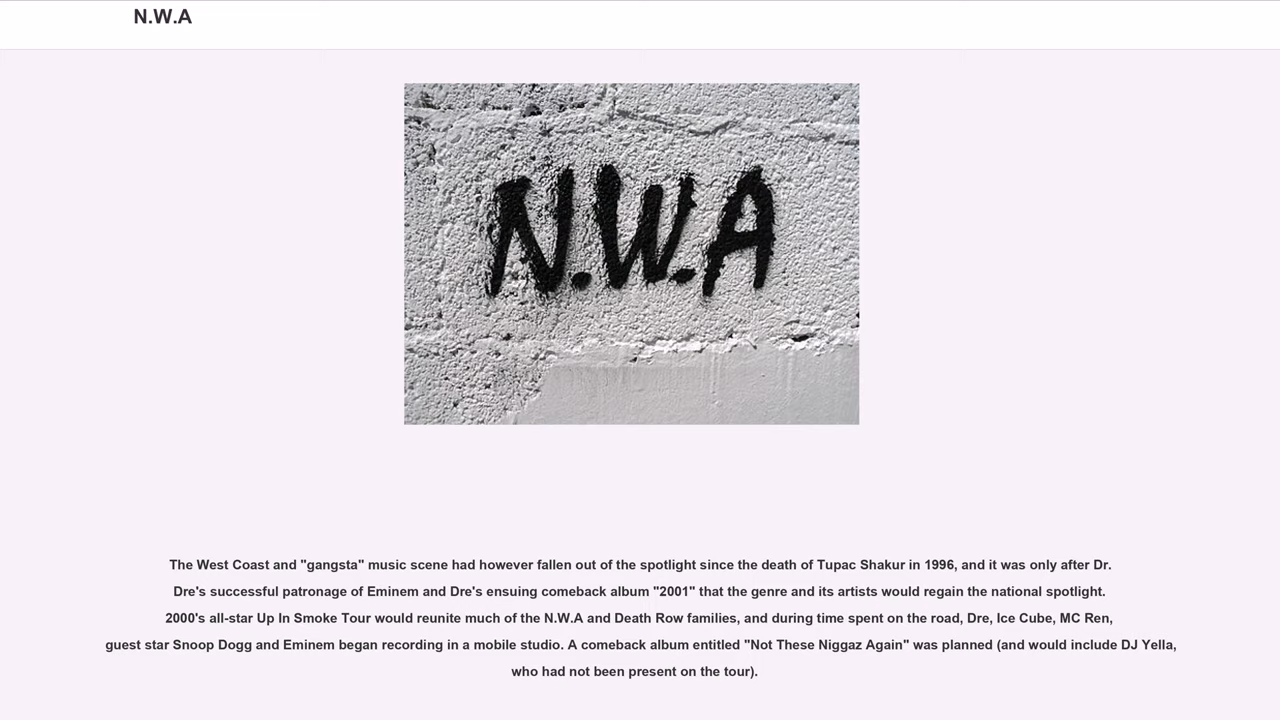 N.W.A
N.W.A
The West Coast and "gangsta" music scene had however fallen out of the spotlight since the death of Tupac Shakur in 1996, and it was only after Dr.
Dre's successful patronage of Eminem and Dre's ensuing comeback album "2001" that the genre and its artists would regain the national spotlight.
2000's all-star Up In Smoke Tour would reunite much of the N.W.A and Death Row families, and during time spent on the road, Dre, Ice Cube, MC Ren,
guest star Snoop Dogg and Eminem began recording in a mobile studio. A comeback album entitled "Not These Niggaz Again" was planned (and would include DJ Yella,
who had not been present on the tour).